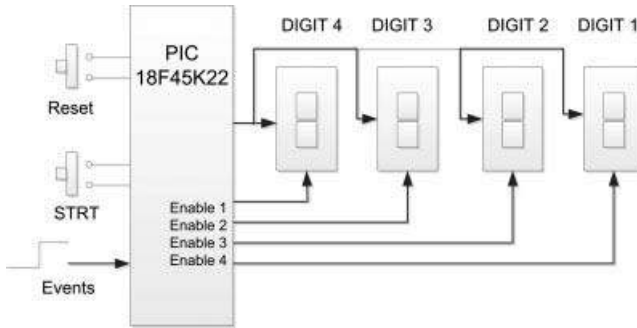 DIGIT 4
DIGIT 3
DIGIT 2
DIGIT 1
PIC
18F45K22
Reset
STRT
Enable 1
Enable 2
Enable 3
Enable 4
Events